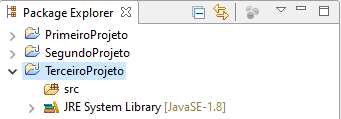 Package Explorer
PrimeiroProjeto
SegundoProjeto
TerceiroProjeto
src
JRE System Library [JavaSE-1.8]